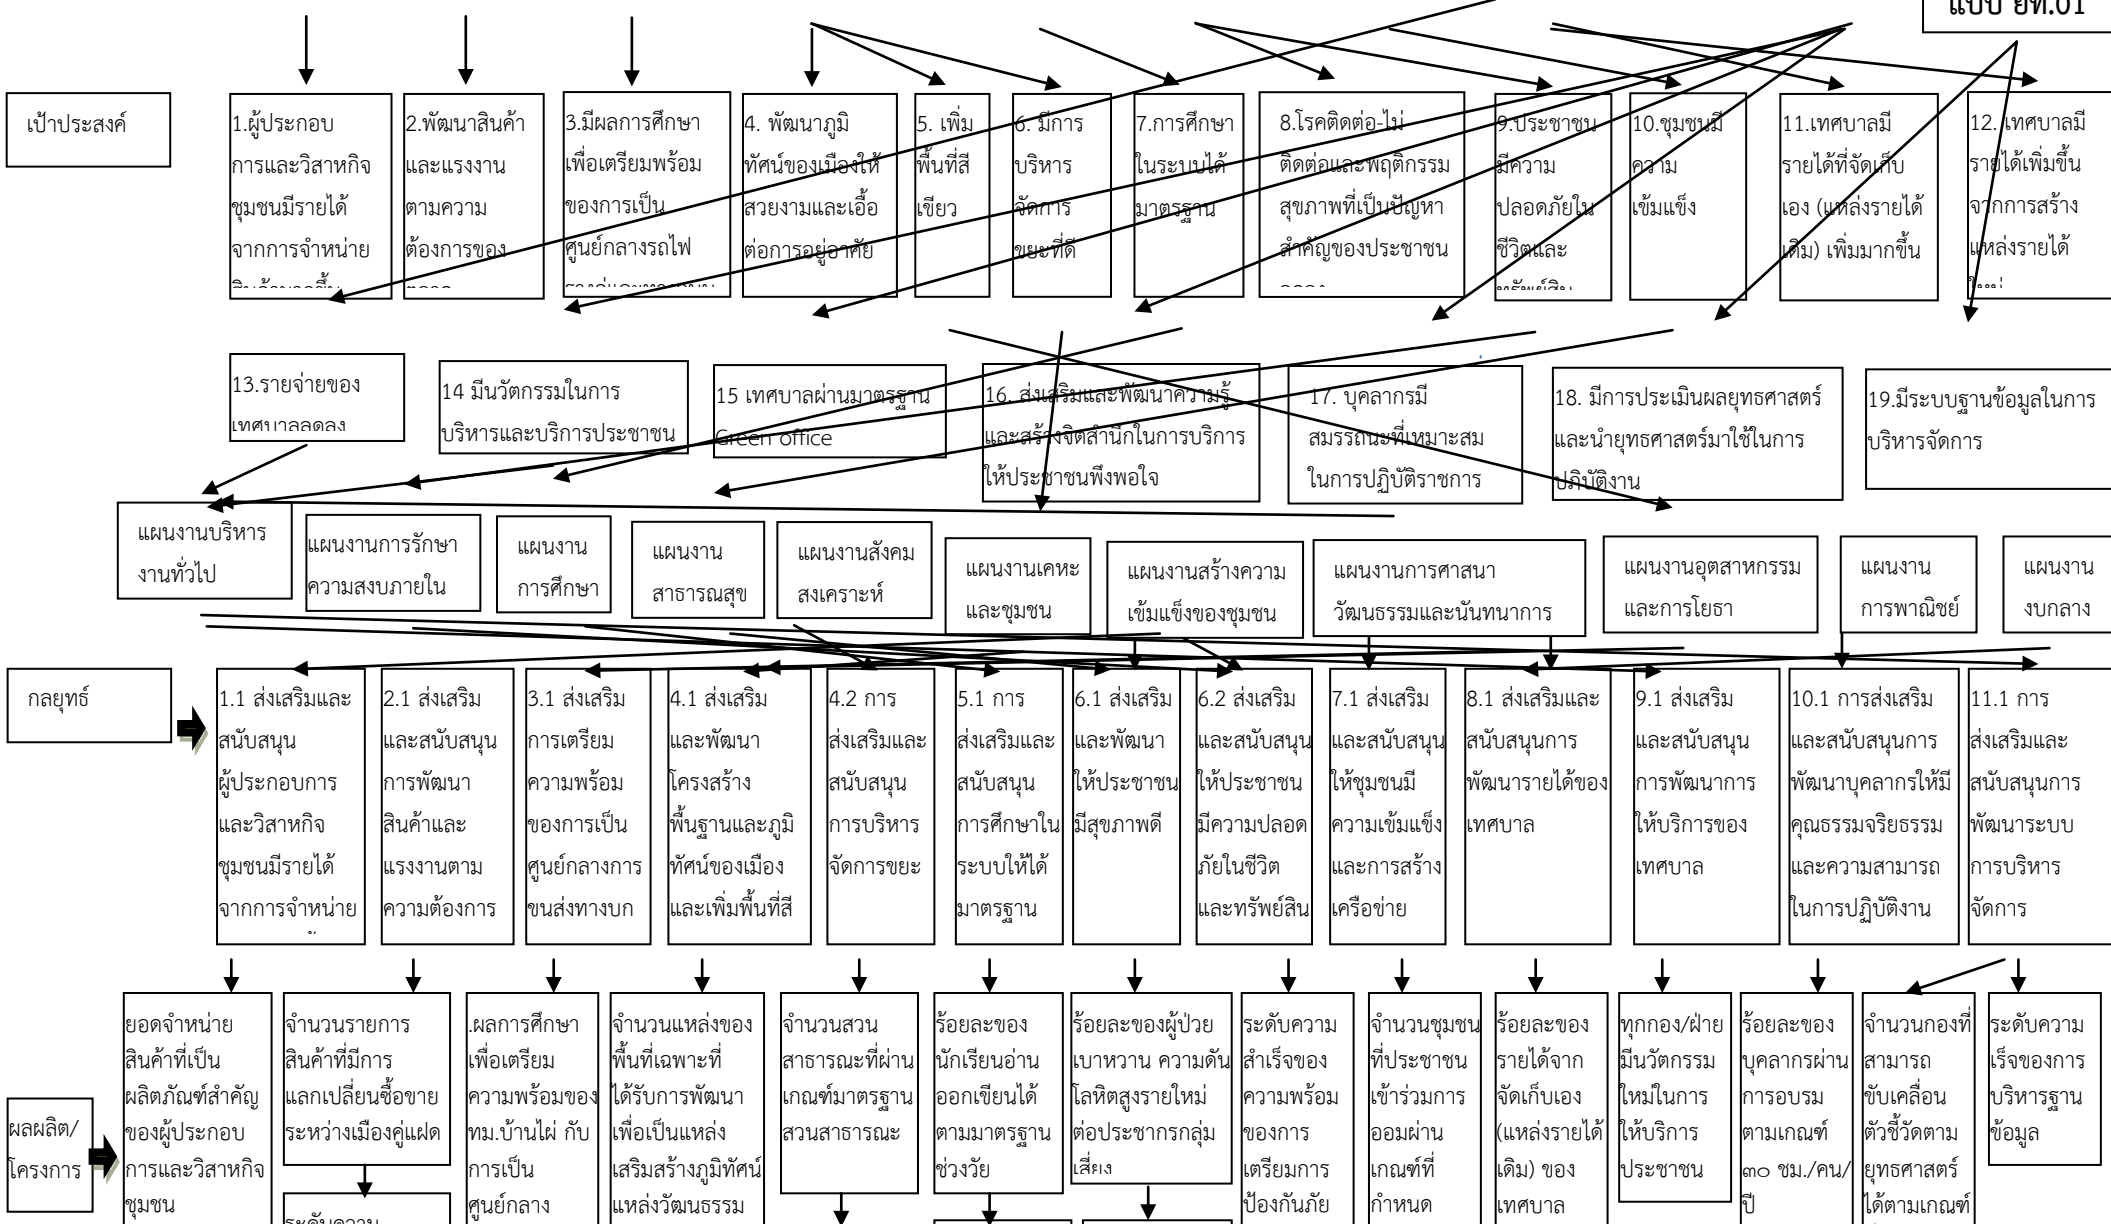 แบบ ยท.01
เป้าประสงค์
1.ผู้ประกอบ
การและวิสาหกิจ
ชุมชนมีรายได้
จากการจำหน่าย
2.พัฒนาสินค้า
และแรงงาน
ตามความ
ต้องการของ
3.มีผลการศึกษา
เพื่อเตรียมพร้อม
ของการเป็น
ศูนย์กลางรถไฟ
4. พัฒนาภูมิ
ทัศน์ของเมืองให้
สวยงามและเอื้อ
ต่อการอยู่อาศัย
5. เพิ่ม
พื้นที่สี
เขียว
6. มีการ
บริหาร
จัดการ
ขยะที่ดี
7.การศึกษา
ในระบบได้
มาตรฐาน
8.โรคติดต่อ-ไม่
ติดต่อและพฤติกรรม
สุขภาพที่เป็นปัญหา
สำคัญของประชาชน
9.ประชาชน
มีความ
ปลอดภัยใน
ชีวิตและ
ทรัพย์สิน
10.ชุมชนมี
ความ
เข้มแข็ง
11.เทศบาลมี
รายได้ที่จัดเก็บ
เอง (แหล่งรายได้
เดิม) เพิ่มมากขึ้น
12. เทศบาลมี
รายได้เพิ่มขึ้น
จากการสร้าง
แหล่งรายได้
13.รายจ่ายของ
เทศบาลลดลง
14 มีนวัตกรรมในการ
บริหารและบริการประชาชน
15 เทศบาลผ่านมาตรฐาน
Green office
16. ส่งเสริมและพัฒนาความรู้
และสร้างจิตสำนึกในการบริการ
ให้ประชาชนพึงพอใจ
17. บุคลากรมี
สมรรถนะที่เหมาะสม
ในการปฏิบัติราชการ
18. มีการประเมินผลยุทธศาสตร์
และนำยุทธศาสตร์มาใช้ในการ
ปฏิบัติงาน
19.มีระบบฐานข้อมูลในการ
บริหารจัดการ
แผนงานบริหาร
งานทั่วไป
แผนงานการรักษา
ความสงบภายใน
แผนงาน
การศึกษา
แผนงาน
สาธารณสุข
แผนงานสังคม
สงเคราะห์
แผนงานเคหะ
และชุมชน
แผนงานสร้างความ
เข้มแข็งของชุมชน
แผนงานการศาสนา
วัฒนธรรมและนันทนาการ
แผนงานอุตสาหกรรม
และการโยธา
แผนงาน
การพาณิชย์
แผนงาน
งบกลาง
กลยุทธ์
1.1 ส่งเสริมและ
สนับสนุน
ผู้ประกอบการ
และวิสาหกิจ
ชุมชนมีรายได้
จากการจำหน่าย
2.1 ส่งเสริม
และสนับสนุน
การพัฒนา
สินค้าและ
แรงงานตาม
ความต้องการ
3.1 ส่งเสริม
การเตรียม
ความพร้อม
ของการเป็น
ศูนย์กลางการ
ขนส่งทางบก
4.1 ส่งเสริม
และพัฒนา
โครงสร้าง
พื้นฐานและภูมิ
ทัศน์ของเมือง
และเพิ่มพื้นที่สี
4.2 การ
ส่งเสริมและ
สนับสนุน
การบริหาร
จัดการขยะ
5.1 การ
ส่งเสริมและ
สนับสนุน
การศึกษาใน
ระบบให้ได้
มาตรฐาน
6.1 ส่งเสริม
และพัฒนา
ให้ประชาชน
มีสุขภาพดี
6.2 ส่งเสริม
และสนับสนุน
ให้ประชาชน
มีความปลอด
ภัยในชีวิต
และทรัพย์สิน
7.1 ส่งเสริม
และสนับสนุน
ให้ชุมชนมี
ความเข้มแข็ง
และการสร้าง
เครือข่าย
8.1 ส่งเสริมและ
สนับสนุนการ
พัฒนารายได้ของ
เทศบาล
9.1 ส่งเสริม
และสนับสนุน
การพัฒนาการ
ให้บริการของ
เทศบาล
10.1 การส่งเสริม
และสนับสนุนการ
พัฒนาบุคลากรให้มี
คุณธรรมจริยธรรม
และความสามารถ
ในการปฏิบัติงาน
11.1 การ
ส่งเสริมและ
สนับสนุนการ
พัฒนาระบบ
การบริหาร
จัดการ
ผลผลิต/
โครงการ
ยอดจำหน่าย
สินค้าที่เป็น
ผลิตภัณฑ์สำคัญ
ของผู้ประกอบ
การและวิสาหกิจ
ชุมชน
จำนวนรายการ
สินค้าที่มีการ
แลกเปลี่ยนซื้อขาย
ระหว่างเมืองคู่แฝด
ระดับความ
.ผลการศึกษา
เพื่อเตรียม
ความพร้อมของ
ทม.บ้านไผ่ กับ
การเป็น
ศูนย์กลาง
จำนวนแหล่งของ
พื้นที่เฉพาะที่
ได้รับการพัฒนา
เพื่อเป็นแหล่ง
เสริมสร้างภูมิทัศน์
แหล่งวัฒนธรรม
จำนวนสวน
สาธารณะที่ผ่าน
เกณฑ์มาตรฐาน
สวนสาธารณะ
ร้อยละของ
นักเรียนอ่าน
ออกเขียนได้
ตามมาตรฐาน
ช่วงวัย
ร้อยละของผู้ป่วย
เบาหวาน ความดัน
โลหิตสูงรายใหม่
ต่อประชากรกลุ่ม
เสี่ยง
ระดับความ
สำเร็จของ
ความพร้อม
ของการ
เตรียมการ
ป้องกันภัย
จำนวนชุมชน
ที่ประชาชน
เข้าร่วมการ
ออมผ่าน
เกณฑ์ที่
กำหนด
ร้อยละของ
รายได้จาก
จัดเก็บเอง
(แหล่งรายได้
เดิม) ของ
เทศบาล
ทุกกอง/ฝ่าย
มีนวัตกรรม
ใหม่ในการ
ให้บริการ
ประชาชน
ร้อยละของ
บุคลากรผ่าน
การอบรม
ตามเกณฑ์
๓๐ ชม./คน/
ปี
จำนวนกองที่
สามารถ
ขับเคลื่อน
ตัวชี้วัดตาม
ยุทธศาสตร์
ได้ตามเกณฑ์
ระดับความ
เร็จของการ
บริหารฐาน
ข้อมูล